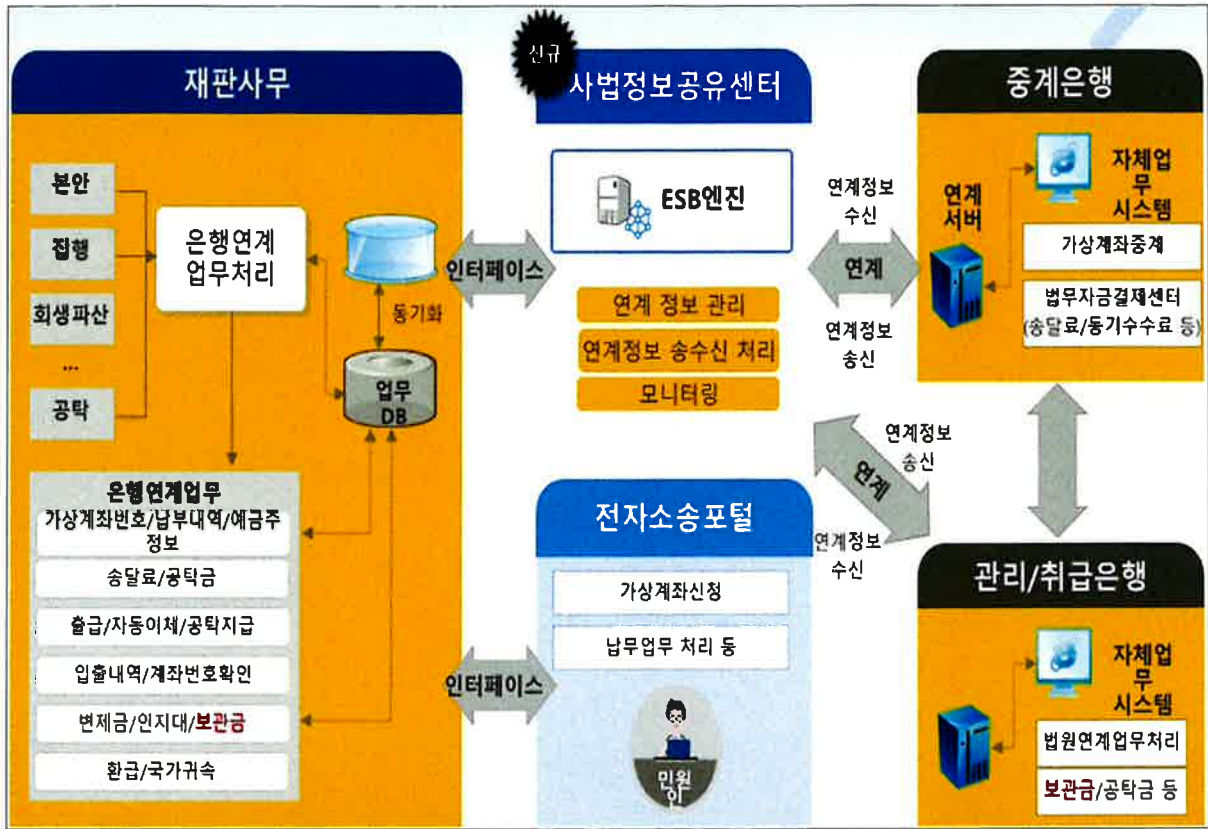 재판사무
본안
집행
회생파산
...
공탁
은행연계
업무처리
동기화
업무
DB
은행연계업무
가상계좌번호/납부내역/예금주
정보
송달료/공탁금
출급/자동이체/공탁지급
입출내역/계좌번호확인
변제금/인지대/보관금
환급/국가귀속
인터페이스
인터페이스
신규
사법정보공유센터
ESB엔진
연계 정보 관리
연계정보 송수신 처리
모니터링
전자소송포털
가상계좌신청
납무업무 처리 등
민원
인
연계정보
수신
연계
연계정보
송신
연계정보
송신
연계
연계정보
수신
중계은행
연계
서버
자체업
무
시스템
가상계좌중계
법무자금결제센터
(송달료/등기수수료 등)
관리/취급은행
자체업
무
시스템
법원연계업무처리
보관금/공탁금 등